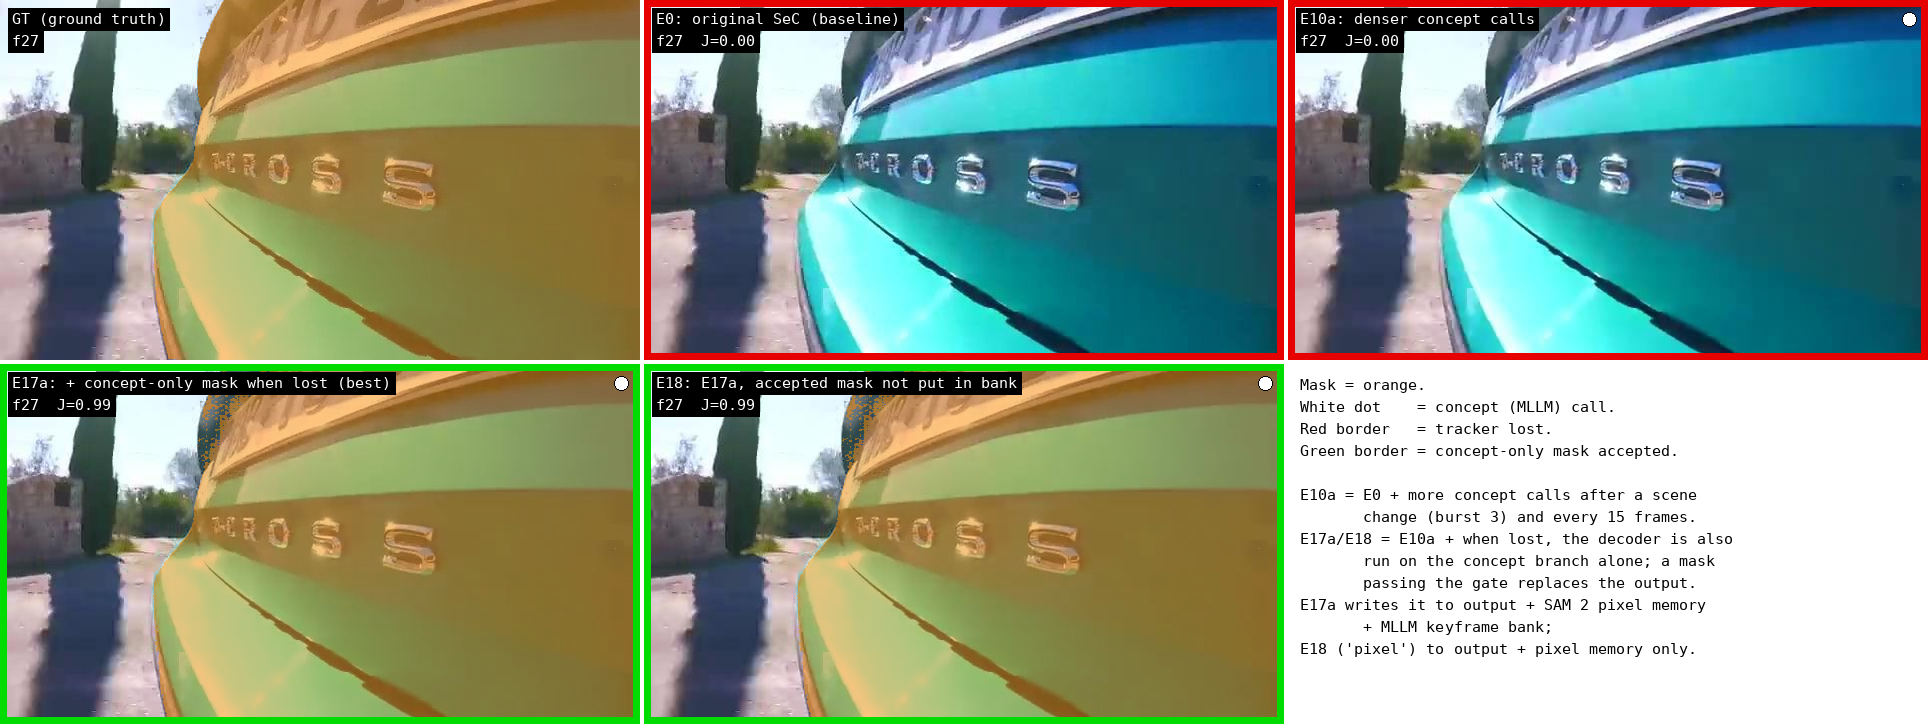 GT (ground truth)
f27
E0: original SeC (baseline)
f27 J=0.00
E10a: denser concept calls
f27 J=0.00
CROSS
CROSS
CROSS
E17a: + concept-only mask when lost (best)
f27 J=0.99
E18: E17a, accepted mask not put in bank
f27 J=0.99
CROSS
CROSS
Mask = orange.
White dot = concept (MLLM) call.
Red border = tracker lost.
Green border = concept-only mask accepted.
E10a = E0 + more concept calls after a scene
change (burst 3) and every 15 frames.
E17a/E18 = E10a + when lost, the decoder is also
run on the concept branch alone; a mask
passing the gate replaces the output.
E17a writes it to output + SAM 2 pixel memory
+ MLLM keyframe bank;
E18 ('pixel') to output + pixel memory only.